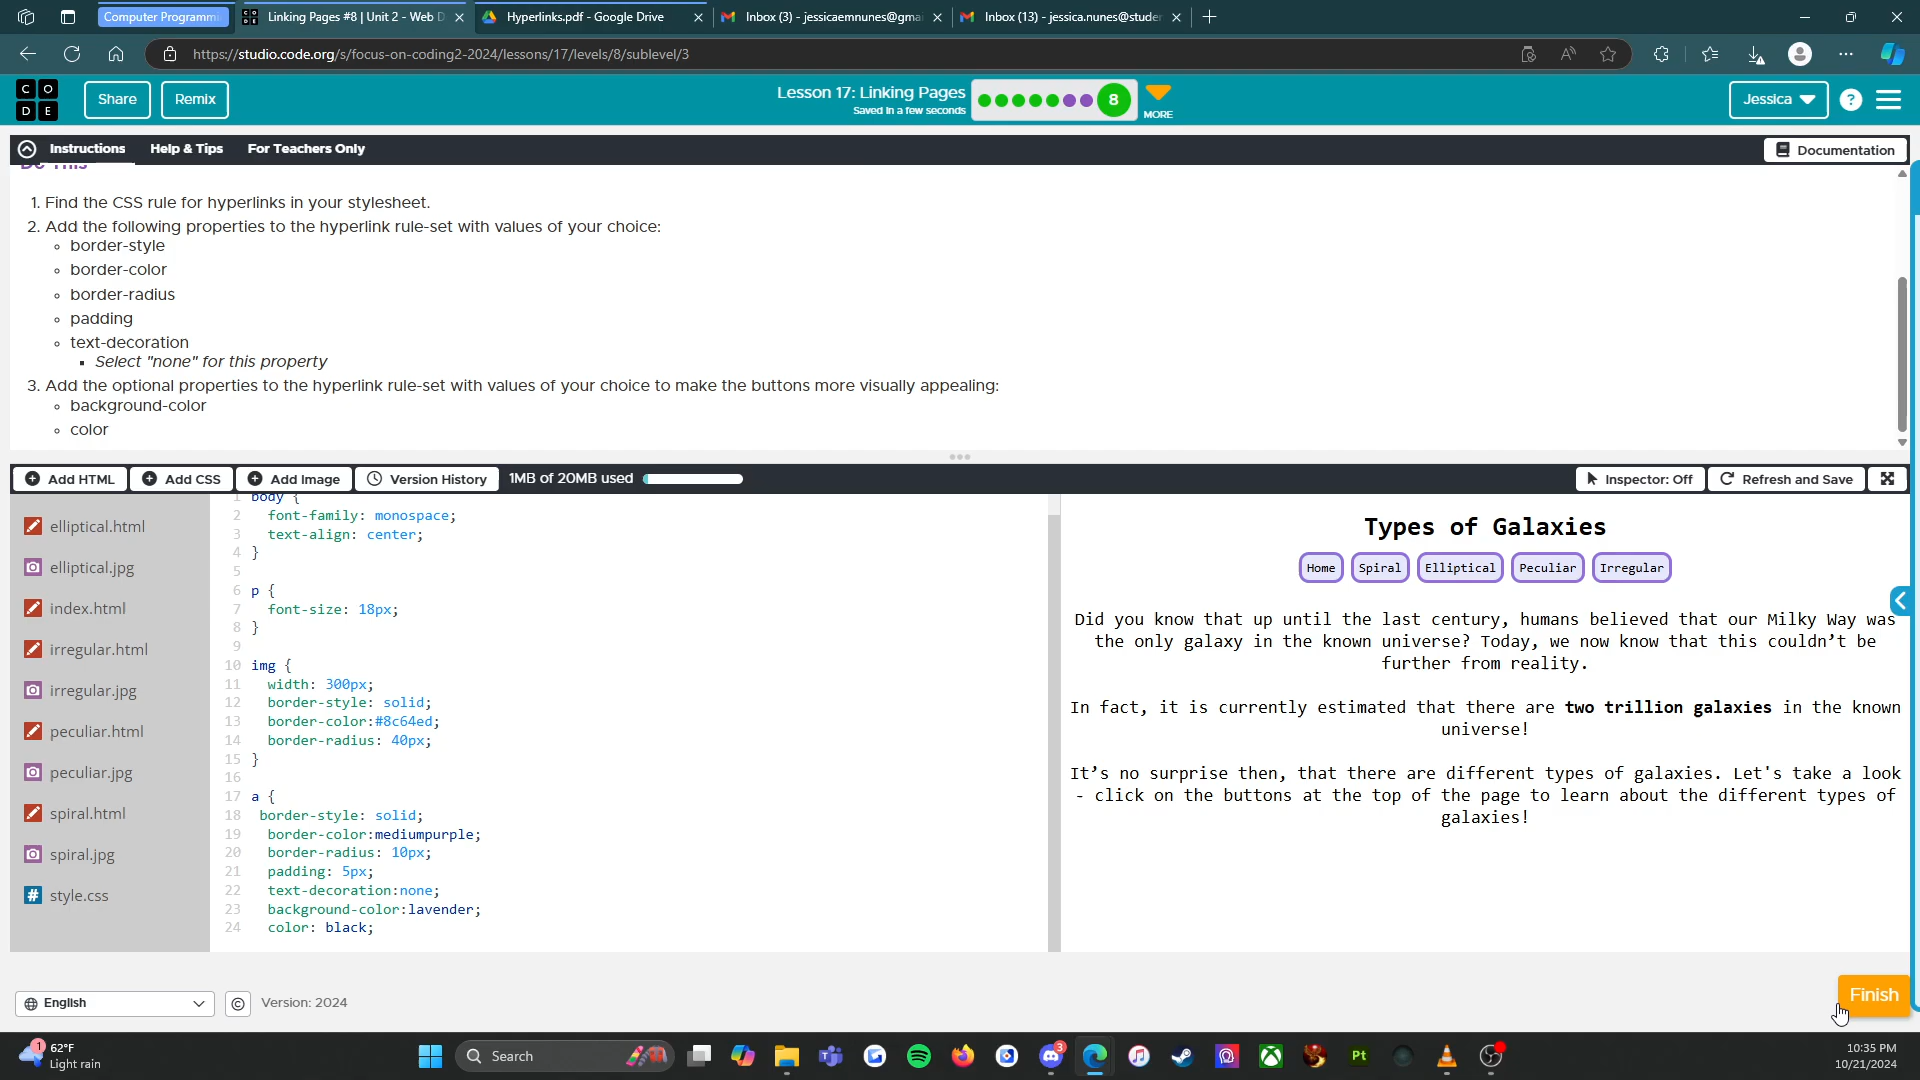 Computer Programmi
Linking Pages #8 | Unit 2 - Web D
Hyperlinks.pdf - Google Drive
Inbox (3) - jessicaemnunes@gma
Inbox (13) - jessica.nunes@stude
https://studio.code.org/s/focus-on-coding2-2024/lessons/17/levels/8/sublevel/3
C O
D E
Share
Remix
Lesson 17: Linking Pages
Saved in a few seconds
8
MORE
Jessica
?
Instructions
Help & Tips
For Teachers Only
Documentation
Do This
1. Find the CSS rule for hyperlinks in your stylesheet.
2. Add the following properties to the hyperlink rule-set with values of your choice:
border-style
border-color
border-radius
padding
text-decoration
Select "none" for this property
3. Add the optional properties to the hyperlink rule-set with values of your choice to make the buttons more visually appealing:
background-color
color
Add HTML
Add CSS
Add Image
Version History
1MB of 20MB used
Inspector: Off
Refresh and Save
elliptical.html
elliptical.jpg
index.html
irregular.html
irregular.jpg
peculiar.html
peculiar.jpg
spiral.html
spiral.jpg
# style.css
1 body {
2 font-family: monospace;
3 text-align: center;
4 }
5
6 p {
7 font-size: 18px;
8 }
9
10 img {
11 width: 300px;
12 border-style: solid;
13 border-color:#8c64ed;
14 border-radius: 40px;
15 }
16
17 a {
18 border-style: solid;
19 border-color:mediumpurple;
20 border-radius: 10px;
21 padding: 5px;
22 text-decoration:none;
23 background-color:lavender;
24 color: black;
Types of Galaxies
Home Spiral Elliptical Peculiar Irregular
Did you know that up until the last century, humans believed that our Milky Way was
the only galaxy in the known universe? Today, we now know that this couldn’t be
further from reality.
In fact, it is currently estimated that there are two trillion galaxies in the known
universe!
It’s no surprise then, that there are different types of galaxies. Let's take a look
- click on the buttons at the top of the page to learn about the different types of
galaxies!
Finish
English
©
Version: 2024
1
62°F
Light rain
Search
3
Pt
10:35 PM
10/21/2024